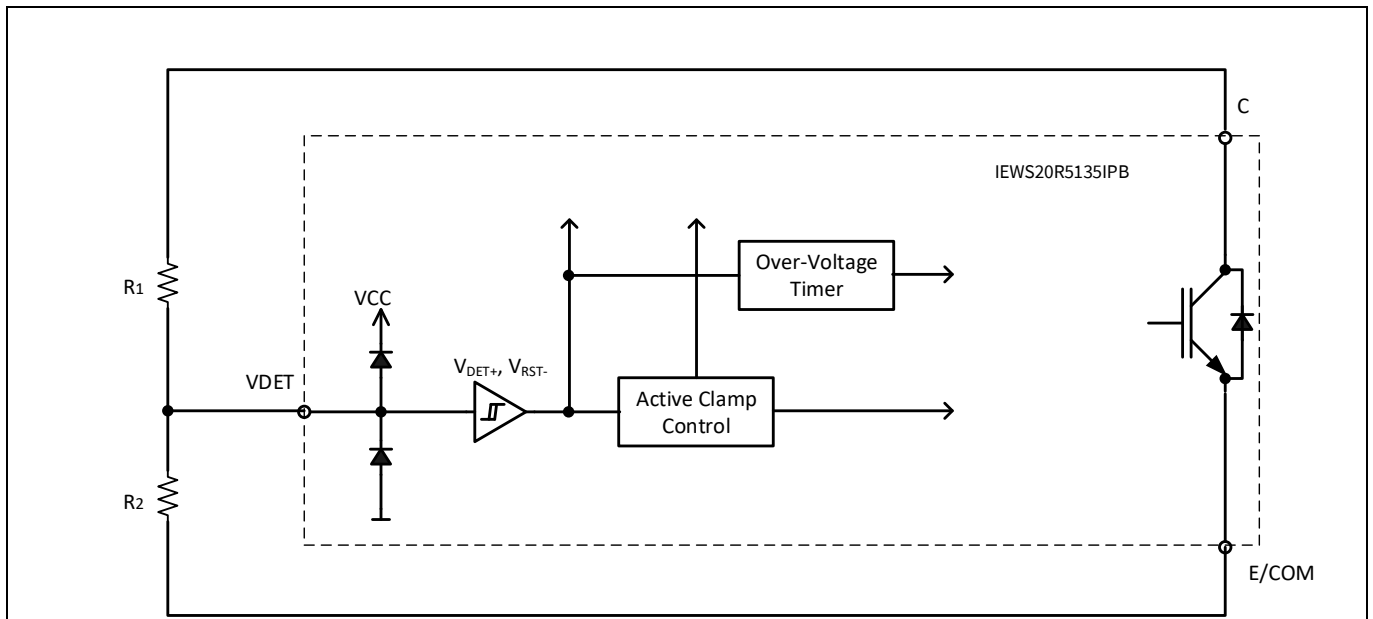 C
IEWS20R5135IPB
Over-Voltage
Timer
R1
VCC
VDET
VDET+, VRST-
Active Clamp
Control
R2
E/COM